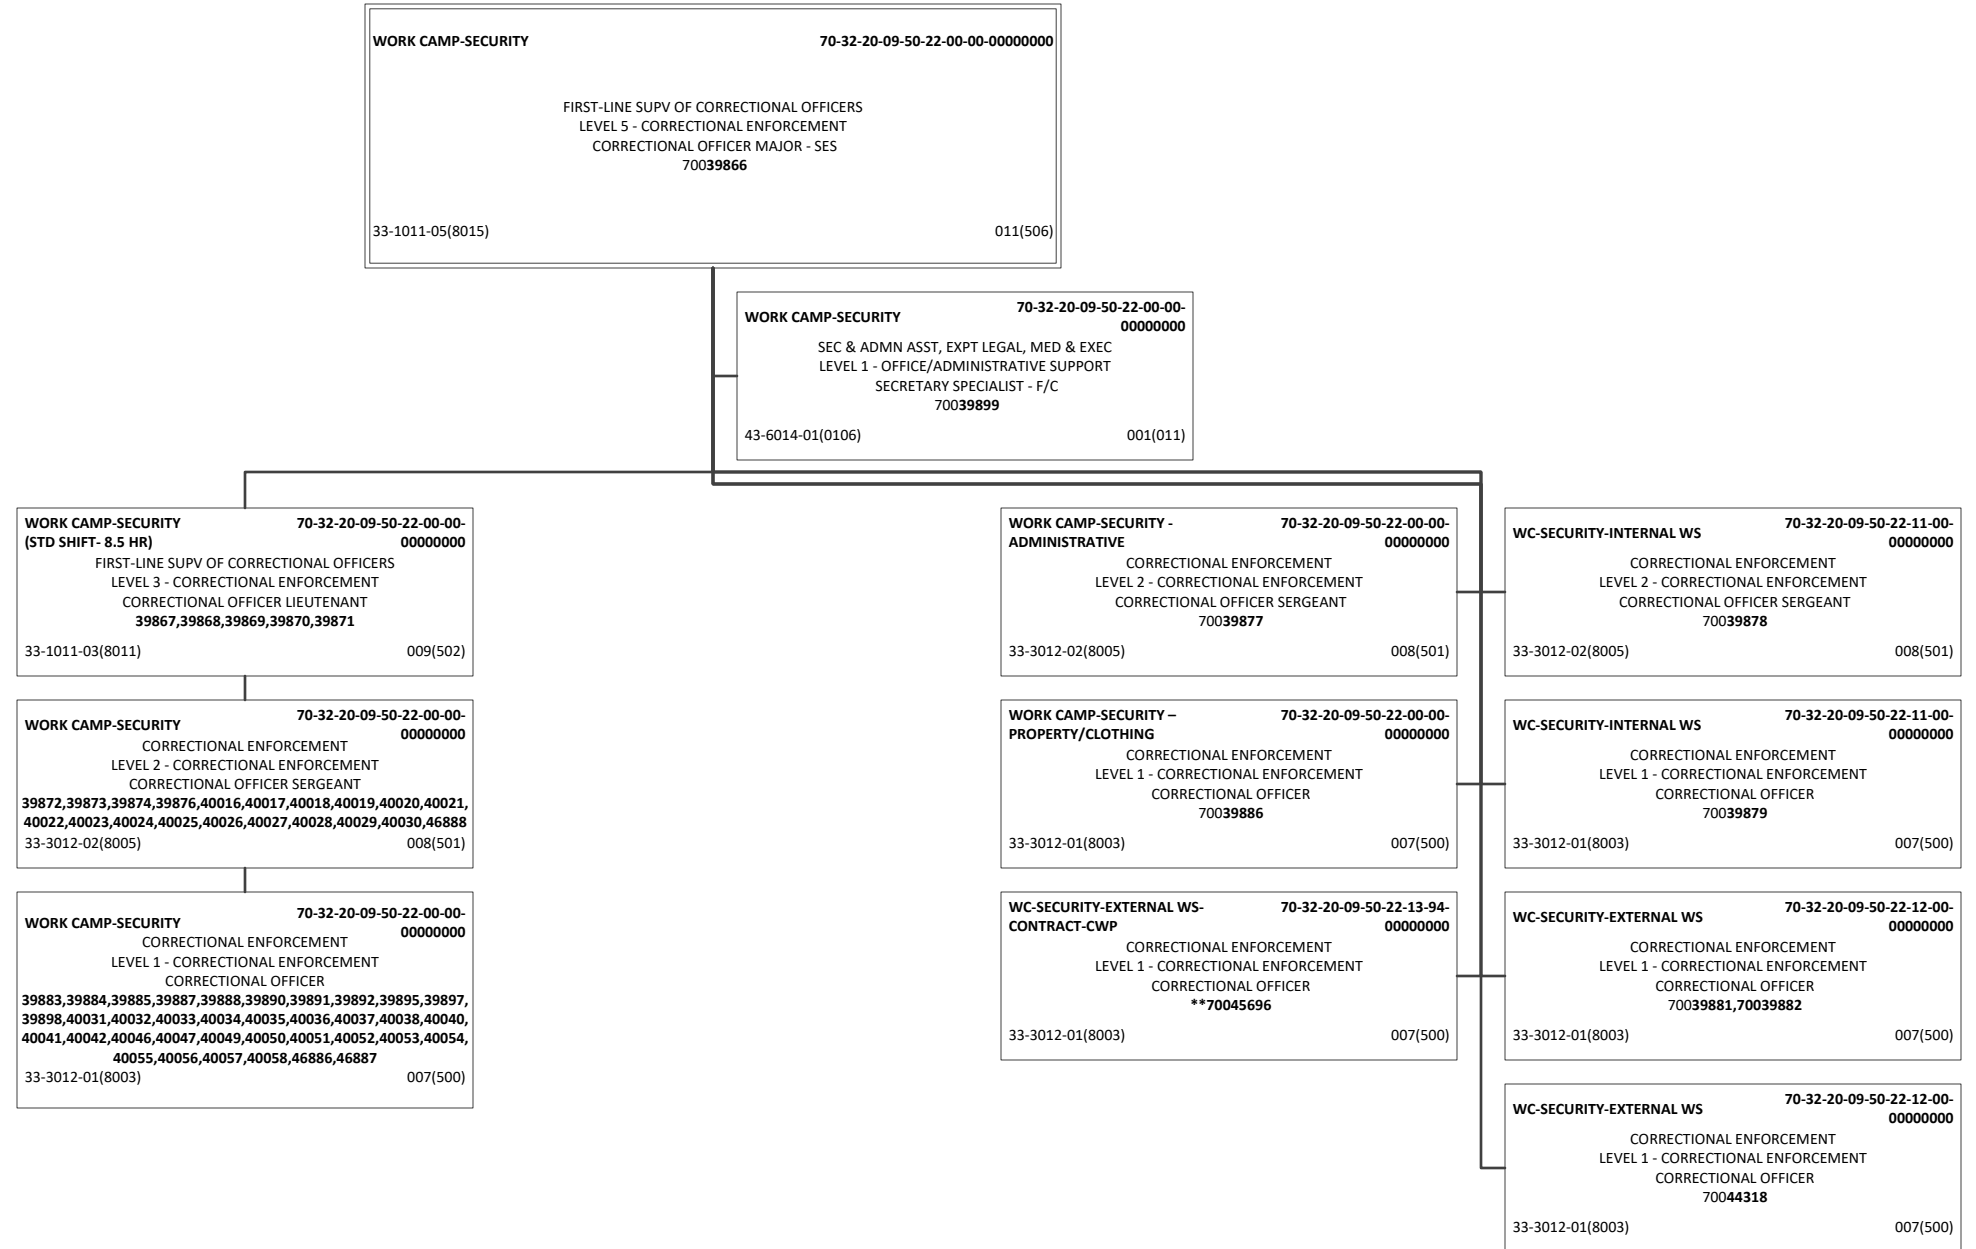 WORK CAMP-SECURITY 70-32-20-09-50-22-00-00-00000000
FIRST-LINE SUPV OF CORRECTIONAL OFFICERS
LEVEL 5 - CORRECTIONAL ENFORCEMENT
CORRECTIONAL OFFICER MAJOR - SES
70039866
33-1011-05(8015) 011(506)
WORK CAMP-SECURITY 70-32-20-09-50-22-00-00-
00000000
SEC & ADMN ASST, EXPT LEGAL, MED & EXEC
LEVEL 1 - OFFICE/ADMINISTRATIVE SUPPORT
SECRETARY SPECIALIST - F/C
70039899
43-6014-01(0106) 001(011)
WORK CAMP-SECURITY 70-32-20-09-50-22-00-00-
(STD SHIFT- 8.5 HR) 00000000
FIRST-LINE SUPV OF CORRECTIONAL OFFICERS
LEVEL 3 - CORRECTIONAL ENFORCEMENT
CORRECTIONAL OFFICER LIEUTENANT
39867,39868,39869,39870,39871
33-1011-03(8011) 009(502)
WORK CAMP-SECURITY 70-32-20-09-50-22-00-00-
00000000
CORRECTIONAL ENFORCEMENT
LEVEL 2 - CORRECTIONAL ENFORCEMENT
CORRECTIONAL OFFICER SERGEANT
39872,39873,39874,39876,40016,40017,40018,40019,40020,40021,
40022,40023,40024,40025,40026,40027,40028,40029,40030,46888
33-3012-02(8005) 008(501)
WORK CAMP-SECURITY 70-32-20-09-50-22-00-00-
00000000
CORRECTIONAL ENFORCEMENT
LEVEL 1 - CORRECTIONAL ENFORCEMENT
CORRECTIONAL OFFICER
39883,39884,39885,39887,39888,39890,39891,39892,39895,39897,
39898,40031,40032,40033,40034,40035,40036,40037,40038,40040,
40041,40042,40046,40047,40049,40050,40051,40052,40053,40054,
40055,40056,40057,40058,46886,46887
33-3012-01(8003) 007(500)
WORK CAMP-SECURITY - 70-32-20-09-50-22-00-00-
ADMINISTRATIVE 00000000
CORRECTIONAL ENFORCEMENT
LEVEL 2 - CORRECTIONAL ENFORCEMENT
CORRECTIONAL OFFICER SERGEANT
70039877
33-3012-02(8005) 008(501)
WORK CAMP-SECURITY – 70-32-20-09-50-22-00-00-
PROPERTY/CLOTHING 00000000
CORRECTIONAL ENFORCEMENT
LEVEL 1 - CORRECTIONAL ENFORCEMENT
CORRECTIONAL OFFICER
70039886
33-3012-01(8003) 007(500)
WC-SECURITY-EXTERNAL WS- 70-32-20-09-50-22-13-94-
CONTRACT-CWP 00000000
CORRECTIONAL ENFORCEMENT
LEVEL 1 - CORRECTIONAL ENFORCEMENT
CORRECTIONAL OFFICER
**70045696
33-3012-01(8003) 007(500)
WC-SECURITY-INTERNAL WS 70-32-20-09-50-22-11-00-
00000000
CORRECTIONAL ENFORCEMENT
LEVEL 2 - CORRECTIONAL ENFORCEMENT
CORRECTIONAL OFFICER SERGEANT
70039878
33-3012-02(8005) 008(501)
WC-SECURITY-INTERNAL WS 70-32-20-09-50-22-11-00-
00000000
CORRECTIONAL ENFORCEMENT
LEVEL 1 - CORRECTIONAL ENFORCEMENT
CORRECTIONAL OFFICER
70039879
33-3012-01(8003) 007(500)
WC-SECURITY-EXTERNAL WS 70-32-20-09-50-22-12-00-
00000000
CORRECTIONAL ENFORCEMENT
LEVEL 1 - CORRECTIONAL ENFORCEMENT
CORRECTIONAL OFFICER
70039881,70039882
33-3012-01(8003) 007(500)
WC-SECURITY-EXTERNAL WS 70-32-20-09-50-22-12-00-
00000000
CORRECTIONAL ENFORCEMENT
LEVEL 1 - CORRECTIONAL ENFORCEMENT
CORRECTIONAL OFFICER
70044318
33-3012-01(8003) 007(500)